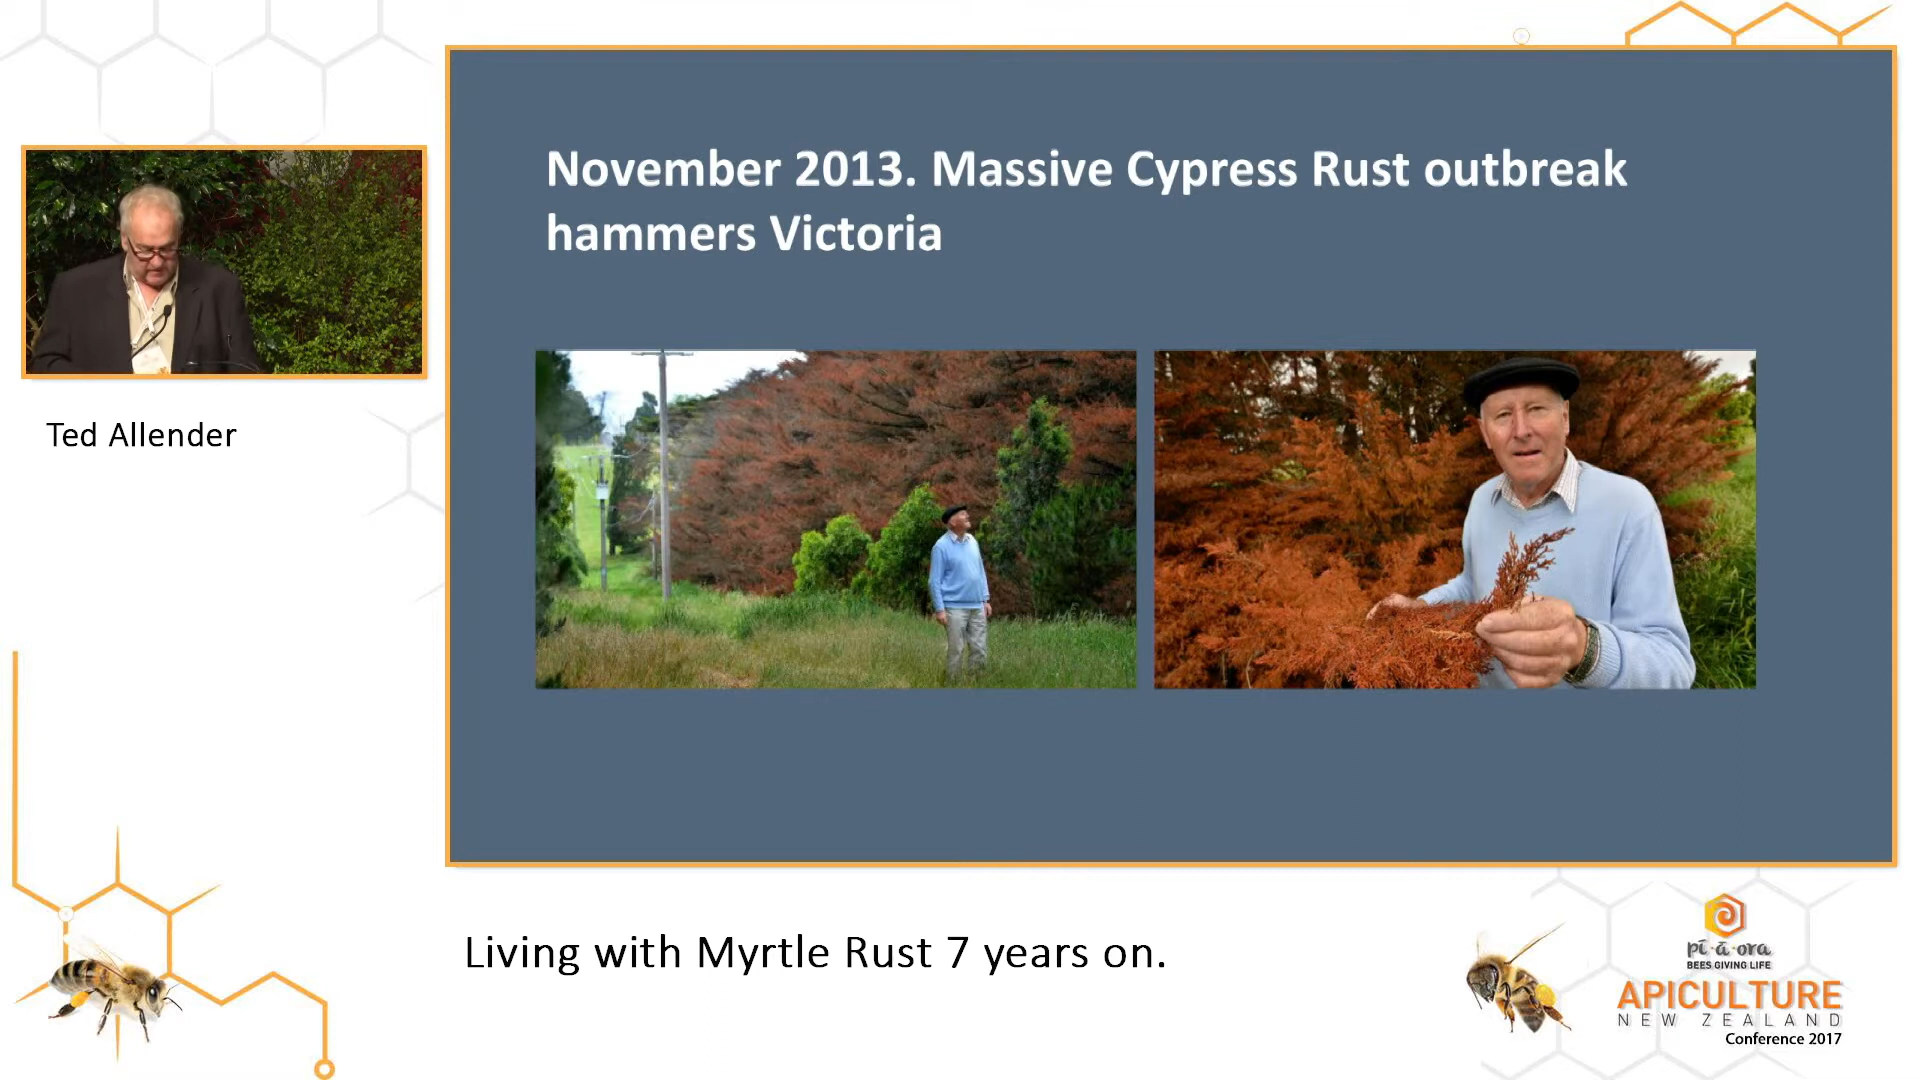 November 2013. Massive Cypress Rust outbreak
hammers Victoria
Ted Allender
Living with Myrtle Rust 7 years on.
pī-ā-ora
BEES GIVING LIFE
APICULTURE
NEW ZEALAND
Conference 2017